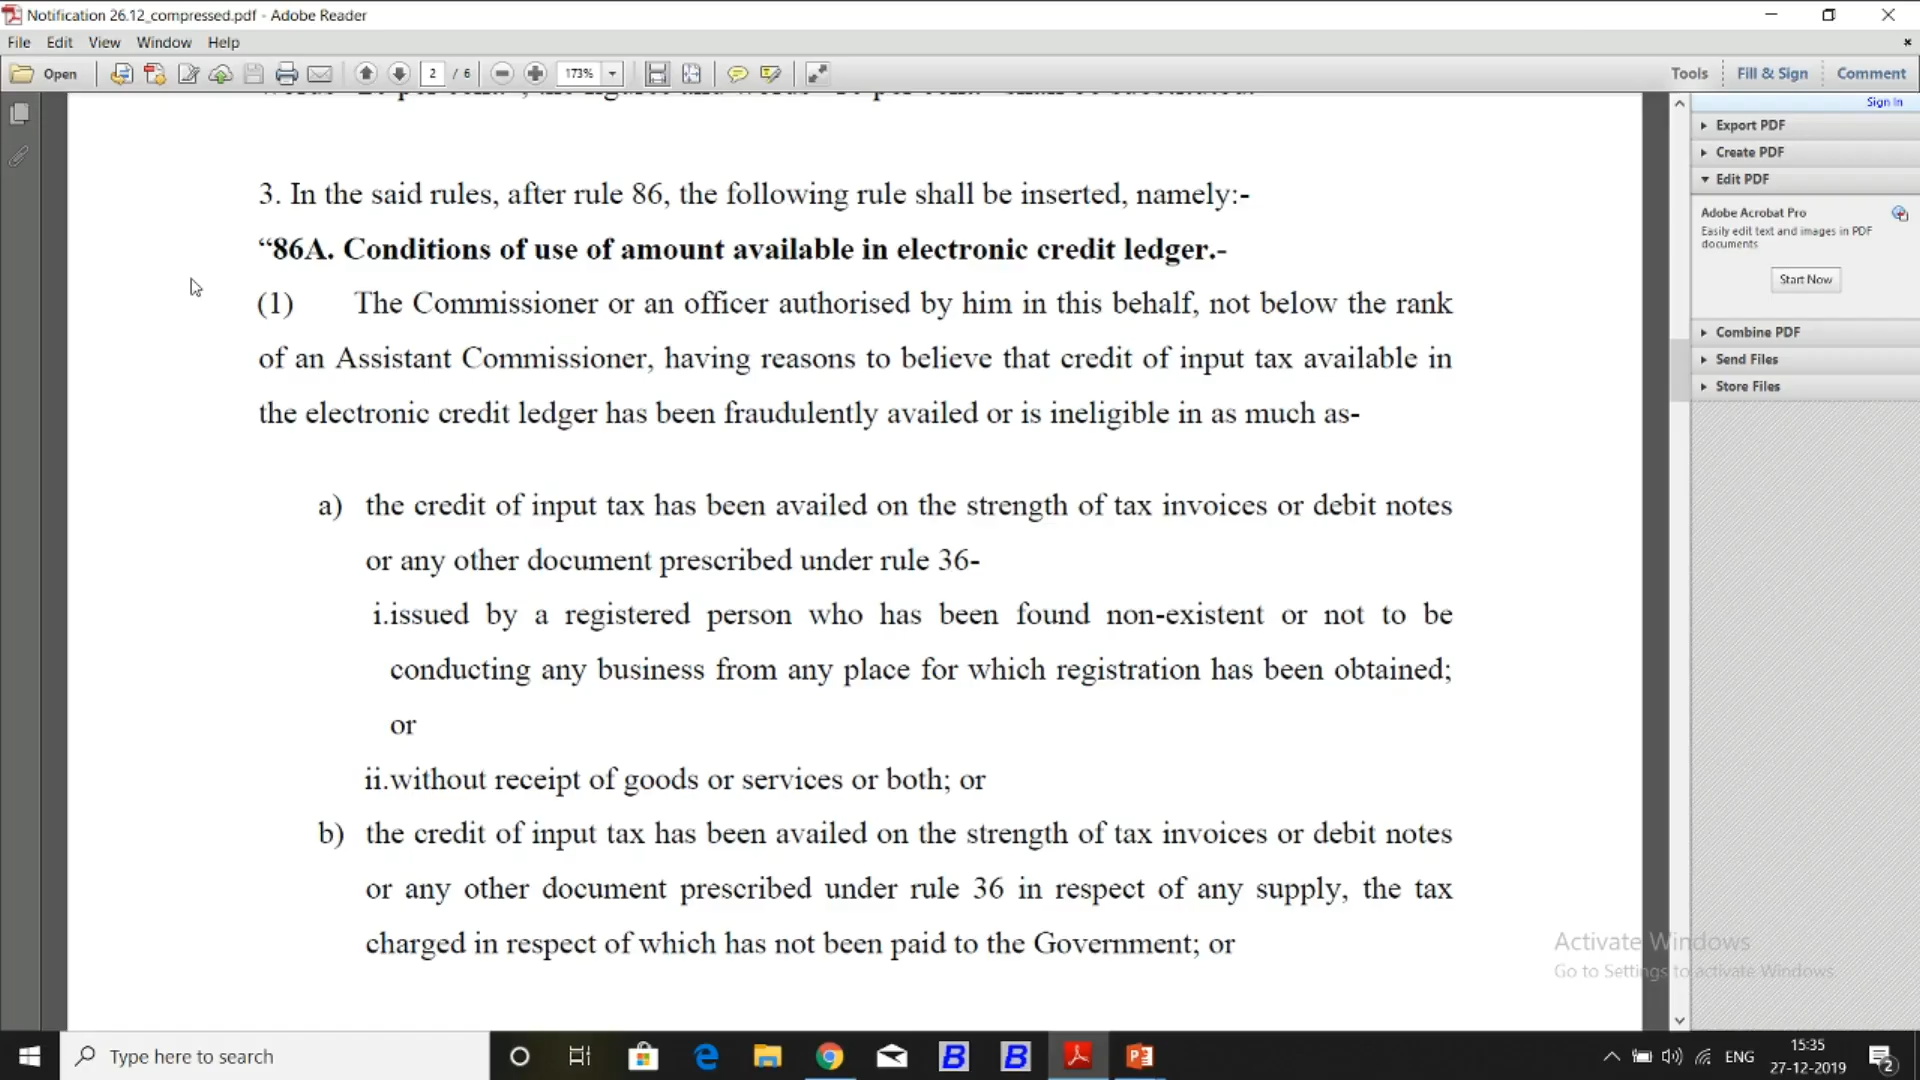 Notification 26.12_compressed.pdf - Adobe Reader
File Edit View Window Help
Open 2 / 6 173% Tools Fill & Sign Comment
Sign In
Export PDF
Create PDF
Edit PDF
Adobe Acrobat Pro
Easily edit text and images in PDF
documents
Start Now
Combine PDF
Send Files
Store Files
3. In the said rules, after rule 86, the following rule shall be inserted, namely:-
“86A. Conditions of use of amount available in electronic credit ledger.-
(1) The Commissioner or an officer authorised by him in this behalf, not below the rank
of an Assistant Commissioner, having reasons to believe that credit of input tax available in
the electronic credit ledger has been fraudulently availed or is ineligible in as much as-
a) the credit of input tax has been availed on the strength of tax invoices or debit notes
or any other document prescribed under rule 36-
i.issued by a registered person who has been found non-existent or not to be
conducting any business from any place for which registration has been obtained;
or
ii.without receipt of goods or services or both; or
b) the credit of input tax has been availed on the strength of tax invoices or debit notes
or any other document prescribed under rule 36 in respect of any supply, the tax
charged in respect of which has not been paid to the Government; or
Activate Windows
Go to Settings to activate Windows.
Type here to search
ENG
15:35
27-12-2019
2